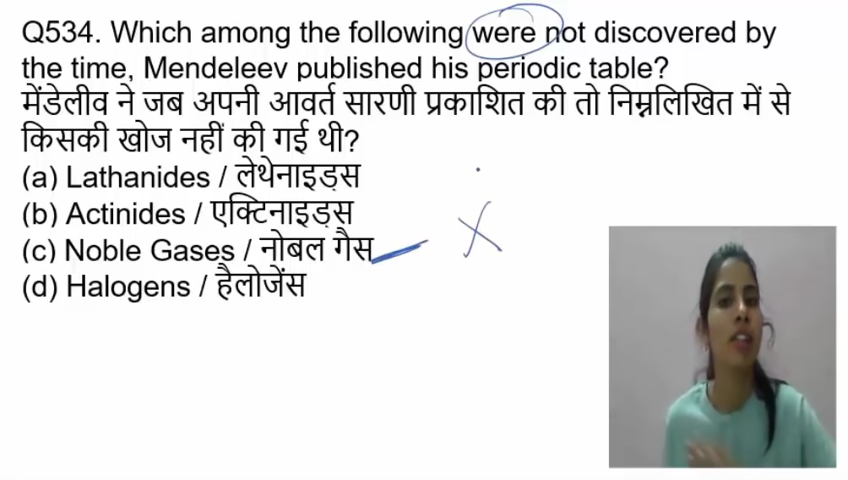 Q534. Which among the following were not discovered by
the time, Mendeleev published his periodic table?
मेंडेलीव ने जब अपनी आवर्त सारणी प्रकाशित की तो निम्नलिखित में से
किसकी खोज नहीं की गई थी?
(a) Lathanides / लेथेनाइड्स
(b) Actinides / एक्टिनाइड्स
(c) Noble Gases / नोबल गैस
(d) Halogens / हैलोजेंस